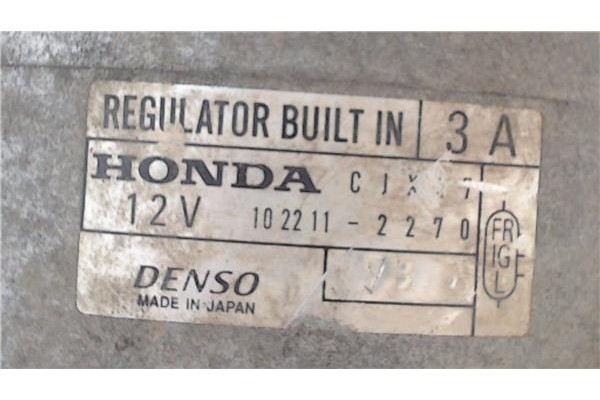 REGULATOR BUILT IN 3 A
HONDA
12V 102211-2270
DENSO
MADE IN JAPAN
FR
IG
L